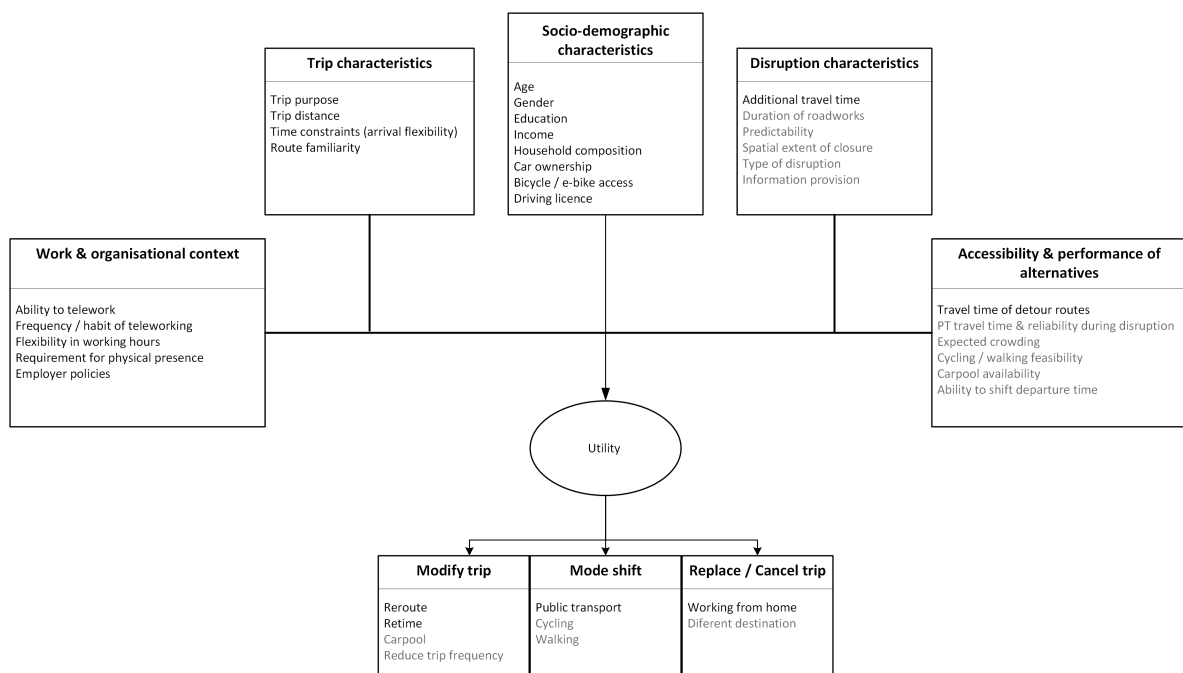 Socio-demographic
characteristics
Age
Gender
Education
Income
Household composition
Car ownership
Bicycle / e-bike access
Driving licence
Trip characteristics
Trip purpose
Trip distance
Time constraints (arrival flexibility)
Route familiarity
Disruption characteristics
Additional travel time
Duration of roadworks
Predictability
Spatial extent of closure
Type of disruption
Information provision
Work & organisational context
Ability to telework
Frequency / habit of teleworking
Flexibility in working hours
Requirement for physical presence
Employer policies
Accessibility & performance of
alternatives
Travel time of detour routes
PT travel time & reliability during disruption
Expected crowding
Cycling / walking feasibility
Carpool availability
Ability to shift departure time
Utility
Modify trip
Reroute
Retime
Carpool
Reduce trip frequency
Mode shift
Public transport
Cycling
Walking
Replace / Cancel trip
Working from home
Diferent destination